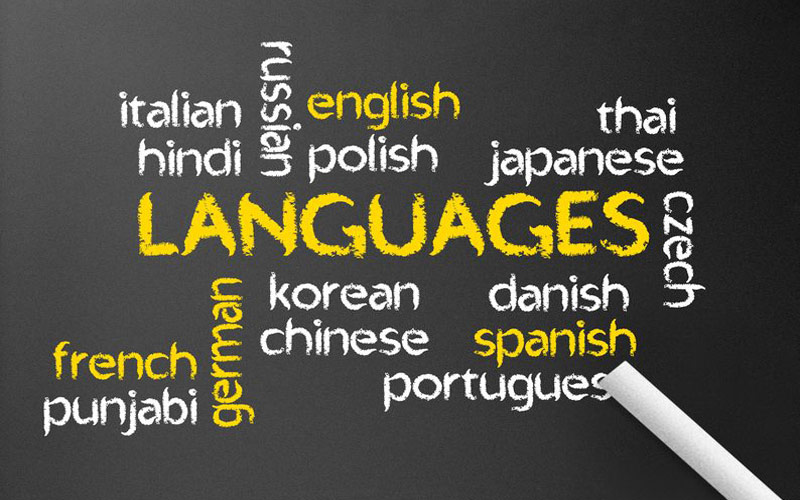 russian
italian
english
thai
hindi
polish
japanese
LANGUAGES
czech
german
korean
danish
chinese
spanish
french
portugues
punjabi